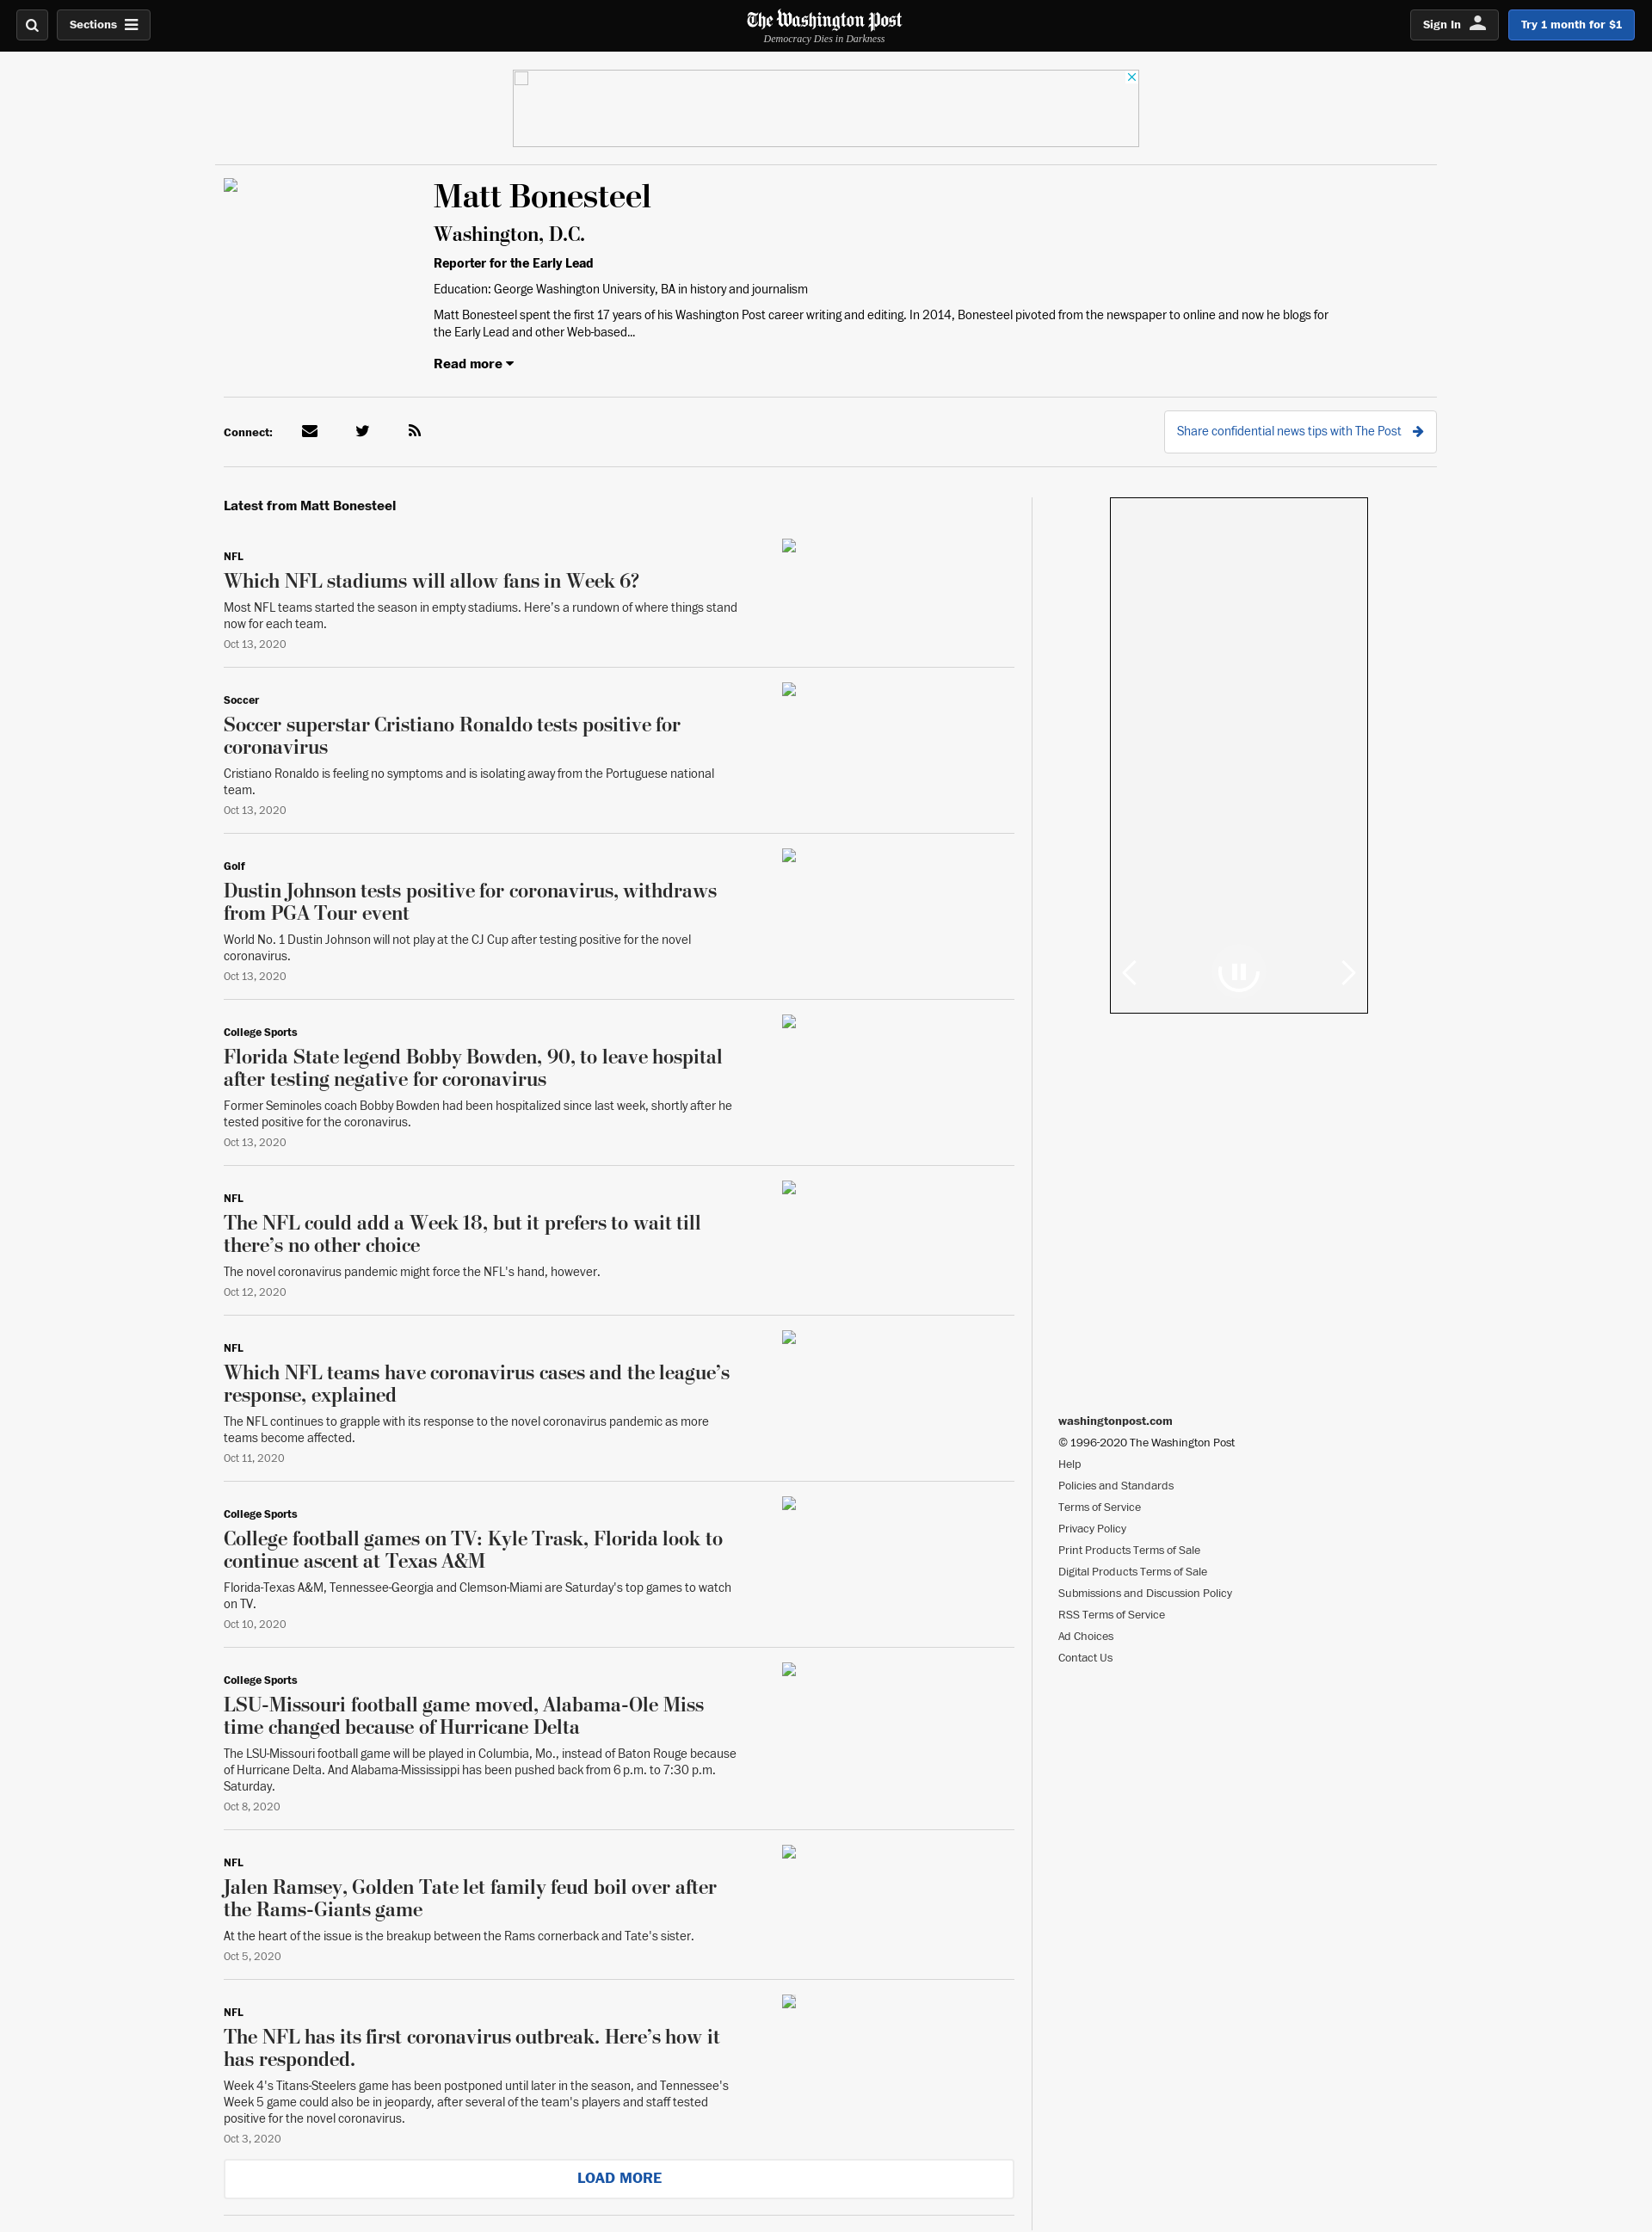 Sections
The Washington Post
Democracy Dies in Darkness
Sign In
Try 1 month for $1
Matt Bonesteel
Washington, D.C.
Reporter for the Early Lead
Education: George Washington University, BA in history and journalism
Matt Bonesteel spent the first 17 years of his Washington Post career writing and editing. In 2014, Bonesteel pivoted from the newspaper to online and now he blogs for
the Early Lead and other Web-based...
Read more
Connect:
Share confidential news tips with The Post
Latest from Matt Bonesteel
NFL
Which NFL stadiums will allow fans in Week 6?
Most NFL teams started the season in empty stadiums. Here’s a rundown of where things stand
now for each team.
Oct 13, 2020
Soccer
Soccer superstar Cristiano Ronaldo tests positive for
coronavirus
Cristiano Ronaldo is feeling no symptoms and is isolating away from the Portuguese national
team.
Oct 13, 2020
Golf
Dustin Johnson tests positive for coronavirus, withdraws
from PGA Tour event
World No. 1 Dustin Johnson will not play at the CJ Cup after testing positive for the novel
coronavirus.
Oct 13, 2020
College Sports
Florida State legend Bobby Bowden, 90, to leave hospital
after testing negative for coronavirus
Former Seminoles coach Bobby Bowden had been hospitalized since last week, shortly after he
tested positive for the coronavirus.
Oct 13, 2020
NFL
The NFL could add a Week 18, but it prefers to wait till
there’s no other choice
The novel coronavirus pandemic might force the NFL's hand, however.
Oct 12, 2020
NFL
Which NFL teams have coronavirus cases and the league’s
response, explained
The NFL continues to grapple with its response to the novel coronavirus pandemic as more
teams become affected.
Oct 11, 2020
College Sports
College football games on TV: Kyle Trask, Florida look to
continue ascent at Texas A&M
Florida-Texas A&M, Tennessee-Georgia and Clemson-Miami are Saturday's top games to watch
on TV.
Oct 10, 2020
College Sports
LSU-Missouri football game moved, Alabama-Ole Miss
time changed because of Hurricane Delta
The LSU-Missouri football game will be played in Columbia, Mo., instead of Baton Rouge because
of Hurricane Delta. And Alabama-Mississippi has been pushed back from 6 p.m. to 7:30 p.m.
Saturday.
Oct 8, 2020
NFL
Jalen Ramsey, Golden Tate let family feud boil over after
the Rams-Giants game
At the heart of the issue is the breakup between the Rams cornerback and Tate's sister.
Oct 5, 2020
NFL
The NFL has its first coronavirus outbreak. Here’s how it
has responded.
Week 4's Titans-Steelers game has been postponed until later in the season, and Tennessee's
Week 5 game could also be in jeopardy, after several of the team's players and staff tested
positive for the novel coronavirus.
Oct 3, 2020
LOAD MORE
washingtonpost.com
© 1996-2020 The Washington Post
Help
Policies and Standards
Terms of Service
Privacy Policy
Print Products Terms of Sale
Digital Products Terms of Sale
Submissions and Discussion Policy
RSS Terms of Service
Ad Choices
Contact Us